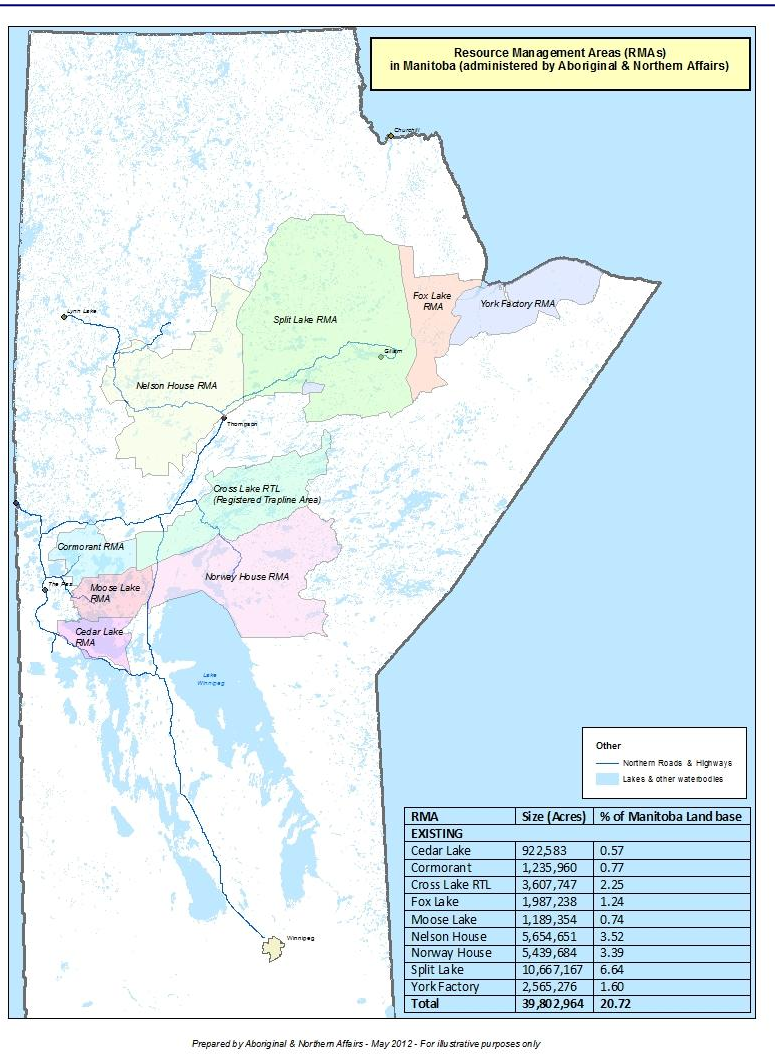 Resource Management Areas (RMAs)
in Manitoba (administered by Aboriginal & Northern Affairs)
Churchill
Fox Lake
RMA
York Factory RMA
Split Lake RMA
Lynn Lake
Gillam
Nelson House RMA
Thompson
Cross Lake RTL
(Registered Trapline Area)
Cormorant RMA
Norway House RMA
The Pas
Moose Lake
RMA
Cedar Lake
RMA
Lake
Winnipeg
Winnipeg
Other
Northern Roads & Highways
Lakes & other waterbodies
RMA Size (Acres) % of Manitoba Land base
EXISTING
Cedar Lake 922,583 0.57
Cormorant 1,235,960 0.77
Cross Lake RTL 3,607,747 2.25
Fox Lake 1,987,238 1.24
Moose Lake 1,189,354 0.74
Nelson House 5,654,651 3.52
Norway House 5,439,684 3.39
Split Lake 10,667,167 6.64
York Factory 2,565,276 1.60
Total 39,802,964 20.72
Prepared by Aboriginal & Northern Affairs - May 2012 - For illustrative purposes only